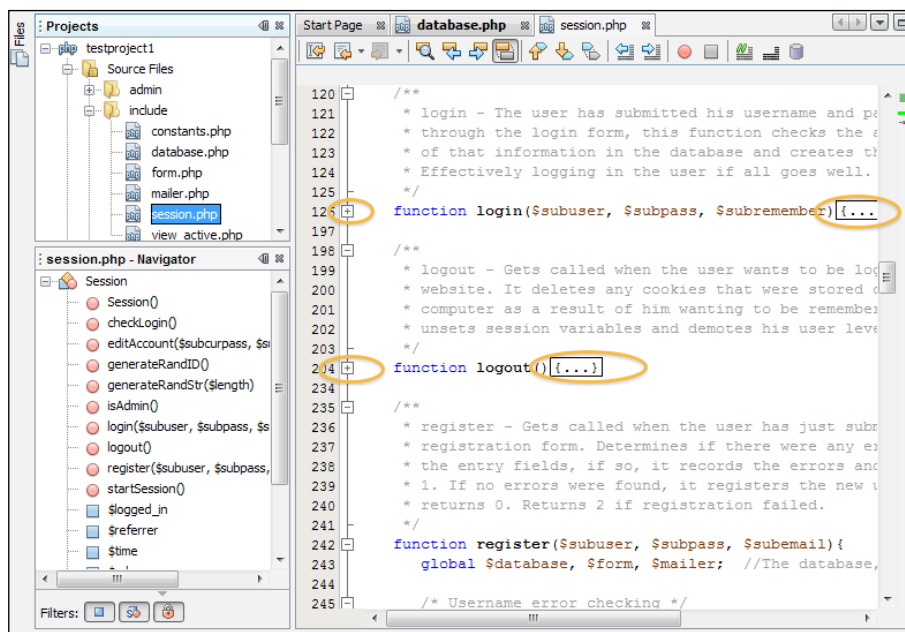 Files
Projects
testproject1
Source Files
admin
include
constants.php
database.php
form.php
mailer.php
session.php
view_active.php
session.php - Navigator
Session
Session()
checkLogin()
editAccount($subcurpass, $su
generateRandID()
generateRandStr($length)
isAdmin()
login($subuser, $subpass, $s
logout()
register($subuser, $subpass,
startSession()
$logged_in
$referrer
$time
Filters:
Start Page database.php session.php
120 /**
121 * login - The user has submitted his username and pa
122 * through the login form, this function checks the a
123 * of that information in the database and creates th
124 * Effectively logging in the user if all goes well.
125 */
126 function login($subuser, $subpass, $subremember){...
197
198 /**
199 * logout - Gets called when the user wants to be log
200 * website. It deletes any cookies that were stored o
201 * computer as a result of him wanting to be remember
202 * unsets session variables and demotes his user leve
203 */
204 function logout(){...}
234
235 /**
236 * register - Gets called when the user has just subm
237 * registration form. Determines if there were any er
238 * the entry fields, if so, it records the errors and
239 * 1. If no errors were found, it registers the new u
240 * returns 0. Returns 2 if registration failed.
241 */
242 function register($subuser, $subpass, $subemail){
243 global $database, $form, $mailer; //The database,
244
245 /* Username error checking */